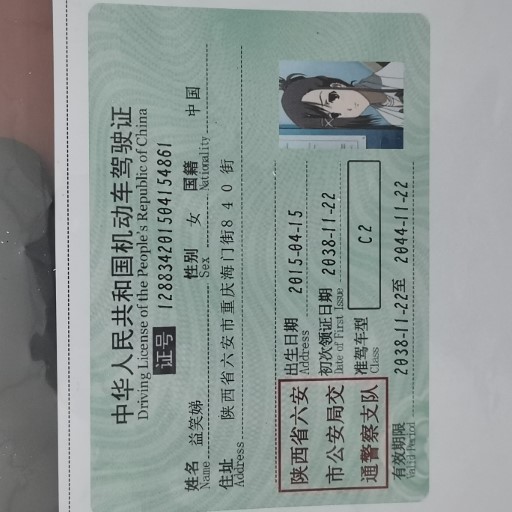 中华人民共和国机动车驾驶证
Driving License of the People's Republic of China
证号 128834201504154861
姓名 益笑娣 性别 女 国籍 中国
Name Sex Nationality
住址 陕西省六安市重庆海门街840街
Address
出生日期 2015-04-15
Address
初次领证日期 2038-11-22
Date of First Issue
准驾车型 C2
Class
陕西省六安
市公安局交
通警察支队
有效期限 2038-11-22至 2044-11-22
Valid Period